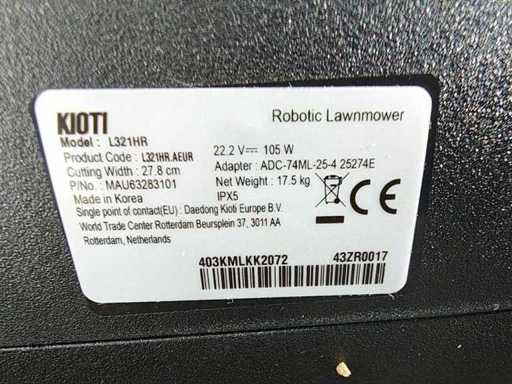 KIOTI
Robotic Lawnmower
Model : L321HR
22.2 V⎓ 105 W
Product Code : L321HR.AEUR
Adapter : ADC-74ML-25-4 25274E
Cutting Width : 27.8 cm
Net Weight : 17.5 kg
P/NO. : MAU63283101
IPX5
Made in Korea
Single point of contact(EU) : Daedong Kioti Europe B.V.
World Trade Center Rotterdam Beursplein 37, 3011 AA
Rotterdam, Netherlands
CE
403KMLKK2072
43ZR0017